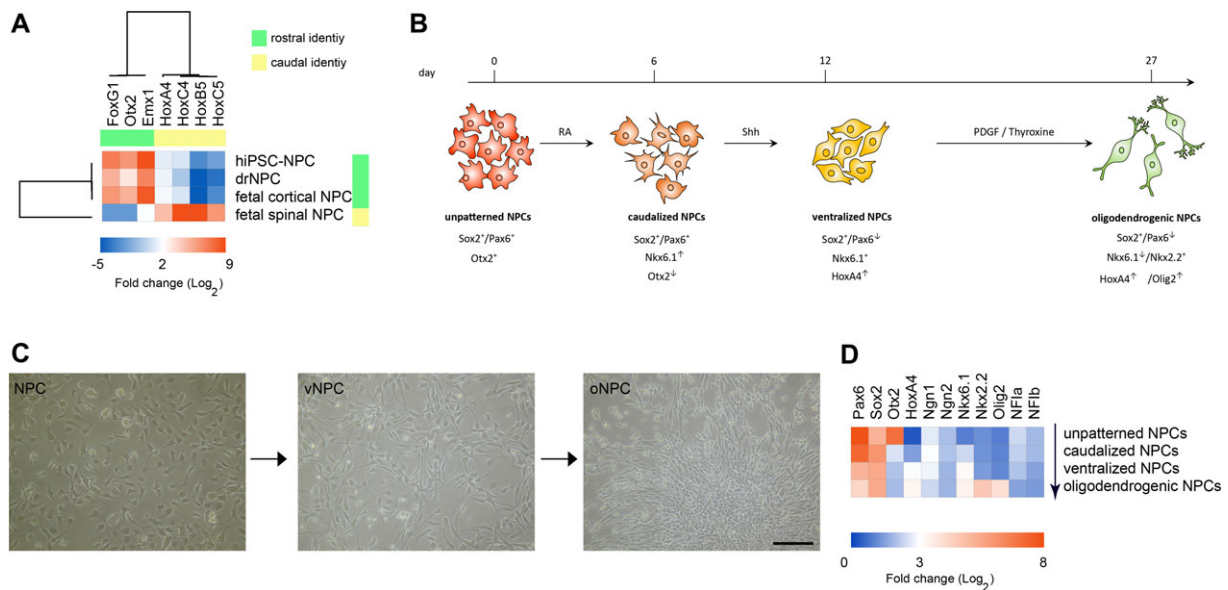 A
rostral identiy
caudal identiy
FoxG1
Otx2
Emx1
HoxA4
HoxC4
HoxB5
HoxC5
hiPSC-NPC
drNPC
fetal cortical NPC
fetal spinal NPC
-5 2 9
Fold change (Log2)
B
day 0 6 12 27
RA Shh PDGF / Thyroxine
unpatterned NPCs caudalized NPCs ventralized NPCs oligodendrogenic NPCs
Sox2+/Pax6+ Sox2+/Pax6+ Sox2+/Pax6↓ Sox2+/Pax6↓
Otx2+ Nkx6.1↑ Nkx6.1+ Nkx6.1↓/Nkx2.2+
Otx2↓ HoxA4↑ HoxA4↑ /Olig2↑
C
NPC vNPC oNPC
D
Pax6
Sox2
Otx2
HoxA4
Ngn1
Ngn2
Nkx6.1
Nkx2.2
Olig2
NFIa
NFIb
unpatterned NPCs
caudalized NPCs
ventralized NPCs
oligodendrogenic NPCs
0 3 8
Fold change (Log2)